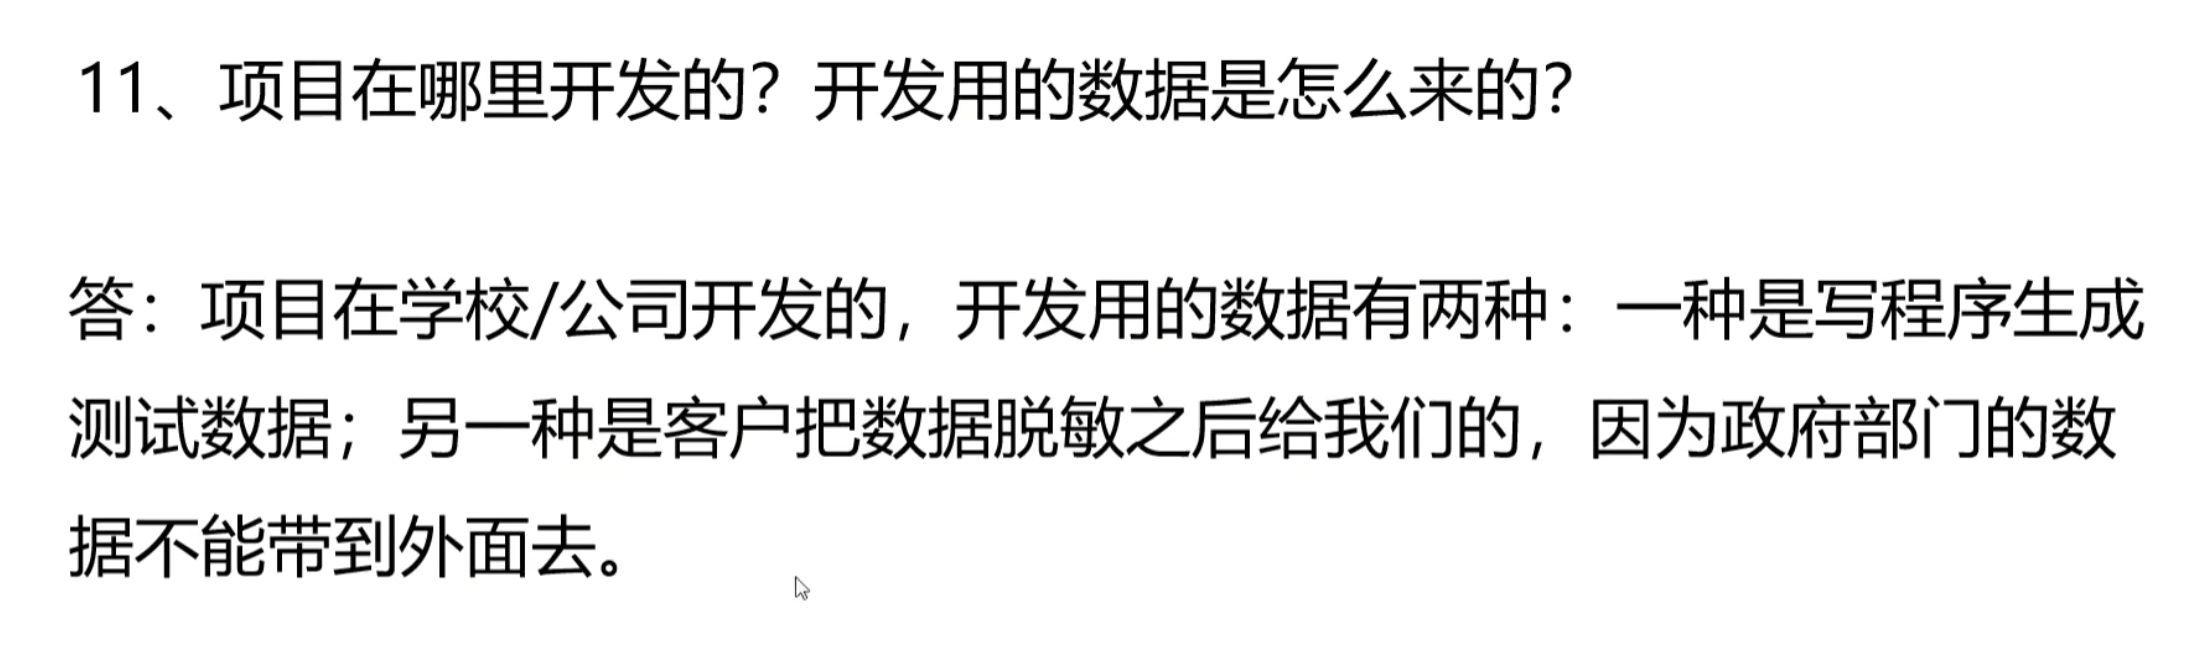 11、项目在哪里开发的？开发用的数据是怎么来的？
答：项目在学校/公司开发的，开发用的数据有两种：一种是写程序生成
测试数据；另一种是客户把数据脱敏之后给我们的，因为政府部门的数
据不能带到外面去。